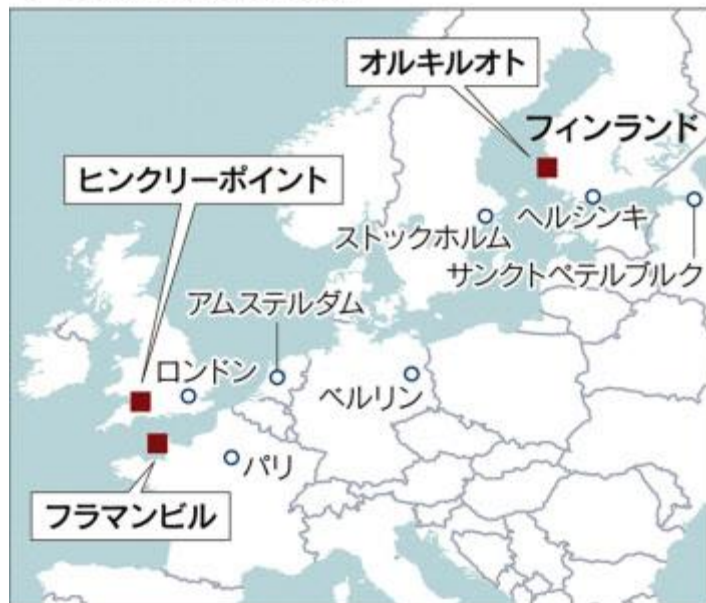 オルキルオト
フィンランド
ヒンクリーポイント
ヘルシンキ
ストックホルム
サンクトペテルブルク
アムステルダム
ロンドン
ベルリン
パリ
フラマンビル